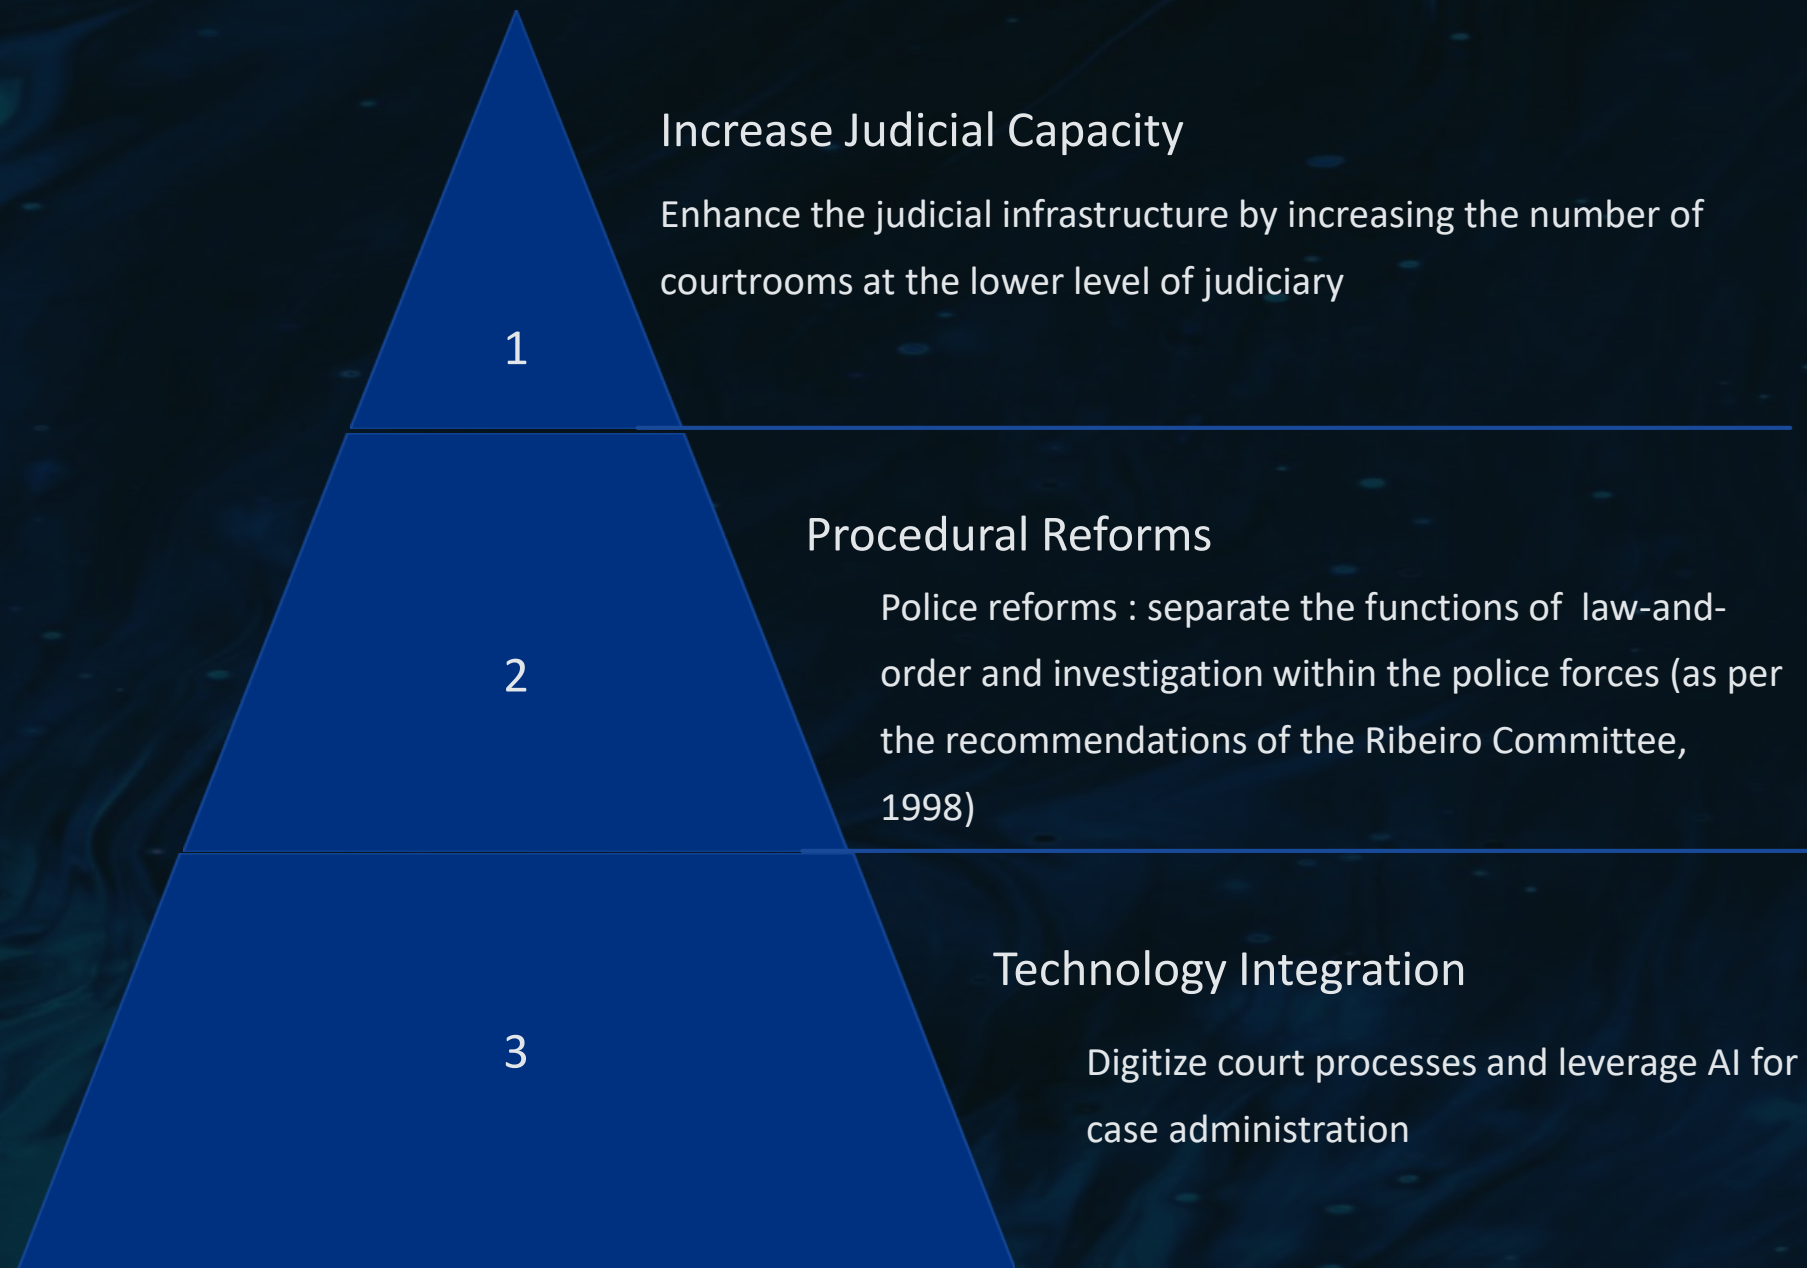 Increase Judicial Capacity
Enhance the judicial infrastructure by increasing the number of
courtrooms at the lower level of judiciary
1
Procedural Reforms
Police reforms : separate the functions of  law-and-
order and investigation within the police forces (as per
the recommendations of the Ribeiro Committee,
1998)
2
Technology Integration
Digitize court processes and leverage AI for
case administration
3